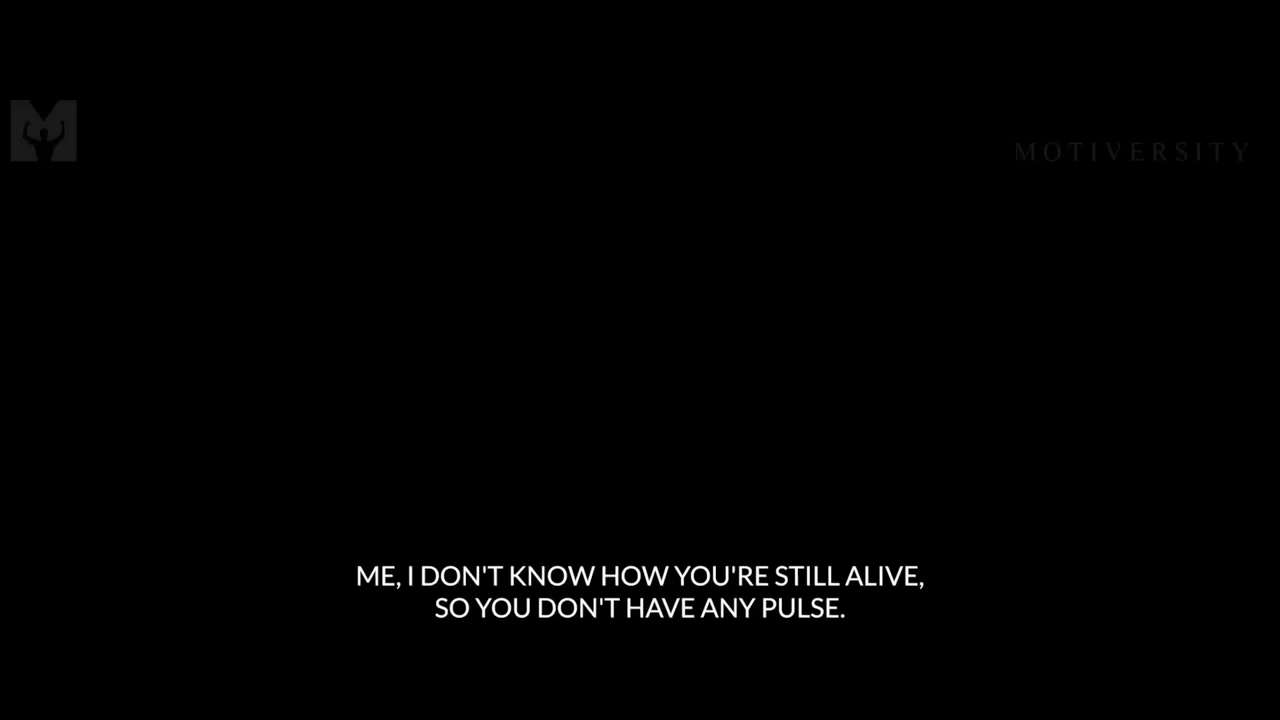 MOTIVERSITY
ME, I DON'T KNOW HOW YOU'RE STILL ALIVE,
SO YOU DON'T HAVE ANY PULSE.